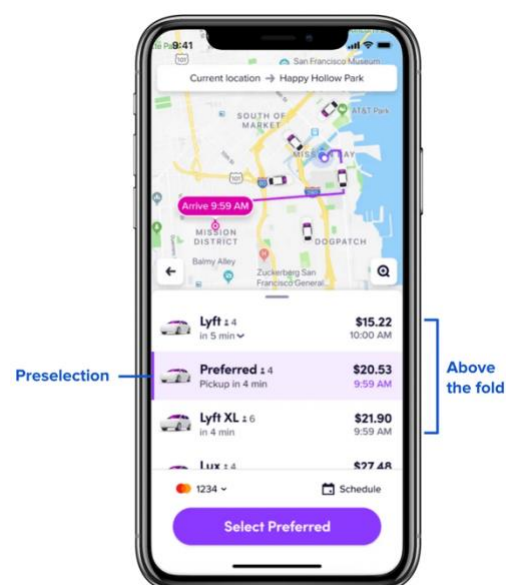 9:41
San Francisco Museum
101
Current location → Happy Hollow Park
SOUTH OF
MARKET
AT&T Park
MISSION BAY
101
Arrive 9:59 AM
MISSION
DISTRICT
DOGPATCH
Balmy Alley
Zuckerberg San
Francisco General
Lyft 4 $15.22
in 5 min 10:00 AM
Preselection
Preferred 4 $20.53
Pickup in 4 min 9:59 AM
Above
the fold
Lyft XL 6 $21.90
in 4 min 9:59 AM
Lux 4 $27.48
1234 Schedule
Select Preferred